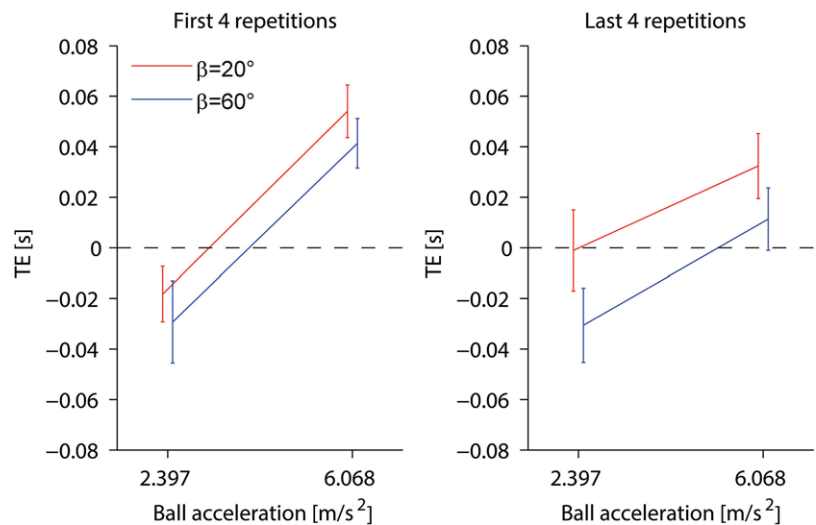 First 4 repetitions
0.08
0.06
0.04
0.02
0
−0.02
−0.04
−0.06
−0.08
TE [s]
β=20°
β=60°
2.397
6.068
Ball acceleration [m/s²]
Last 4 repetitions
0.08
0.06
0.04
0.02
0
−0.02
−0.04
−0.06
−0.08
TE [s]
2.397
6.068
Ball acceleration [m/s²]